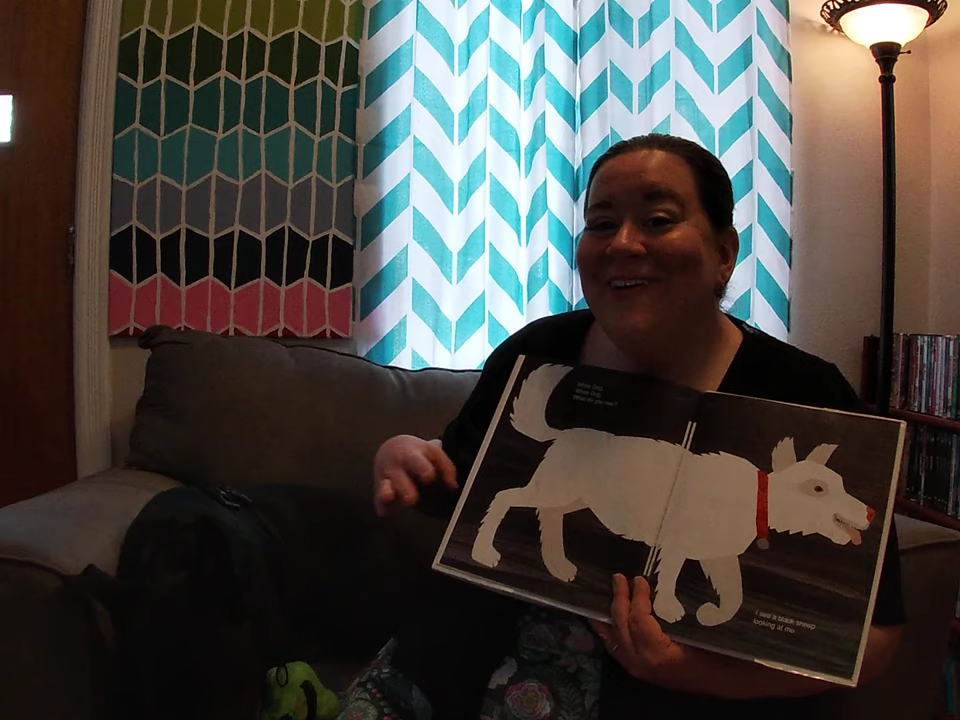 White Dog,
White Dog,
What do you see?
I see a black sheep
looking at me.